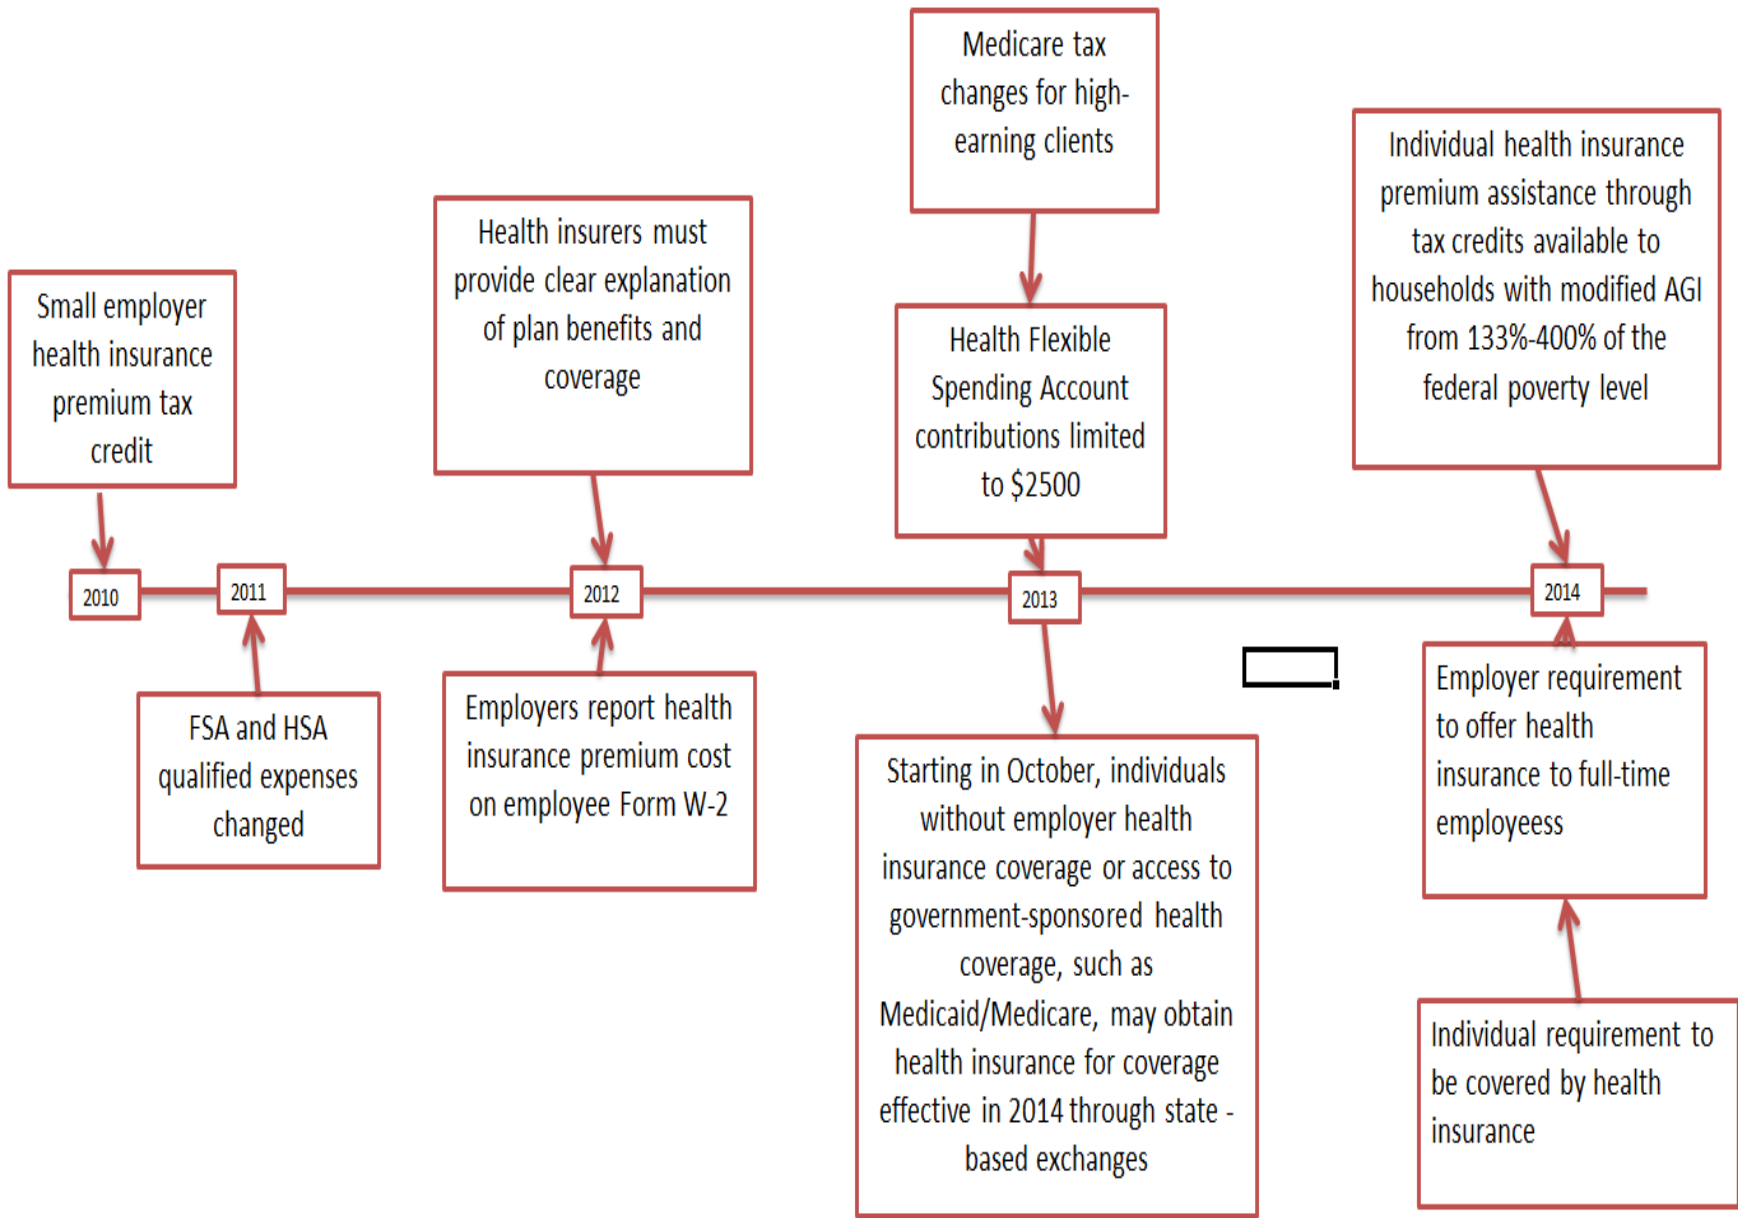 Medicare tax
changes for high-
earning clients
Individual health insurance
premium assistance through
tax credits available to
households with modified AGI
from 133%-400% of the
federal poverty level
Health insurers must
provide clear explanation
of plan benefits and
coverage
Small employer
health insurance
premium tax
credit
Health Flexible
Spending Account
contributions limited
to $2500
2010
2011
2012
2013
2014
FSA and HSA
qualified expenses
changed
Employers report health
insurance premium cost
on employee Form W-2
Starting in October, individuals
without employer health
insurance coverage or access to
government-sponsored health
coverage, such as
Medicaid/Medicare, may obtain
health insurance for coverage
effective in 2014 through state -
based exchanges
Employer requirement
to offer health
insurance to full-time
employeess
Individual requirement to
be covered by health
insurance